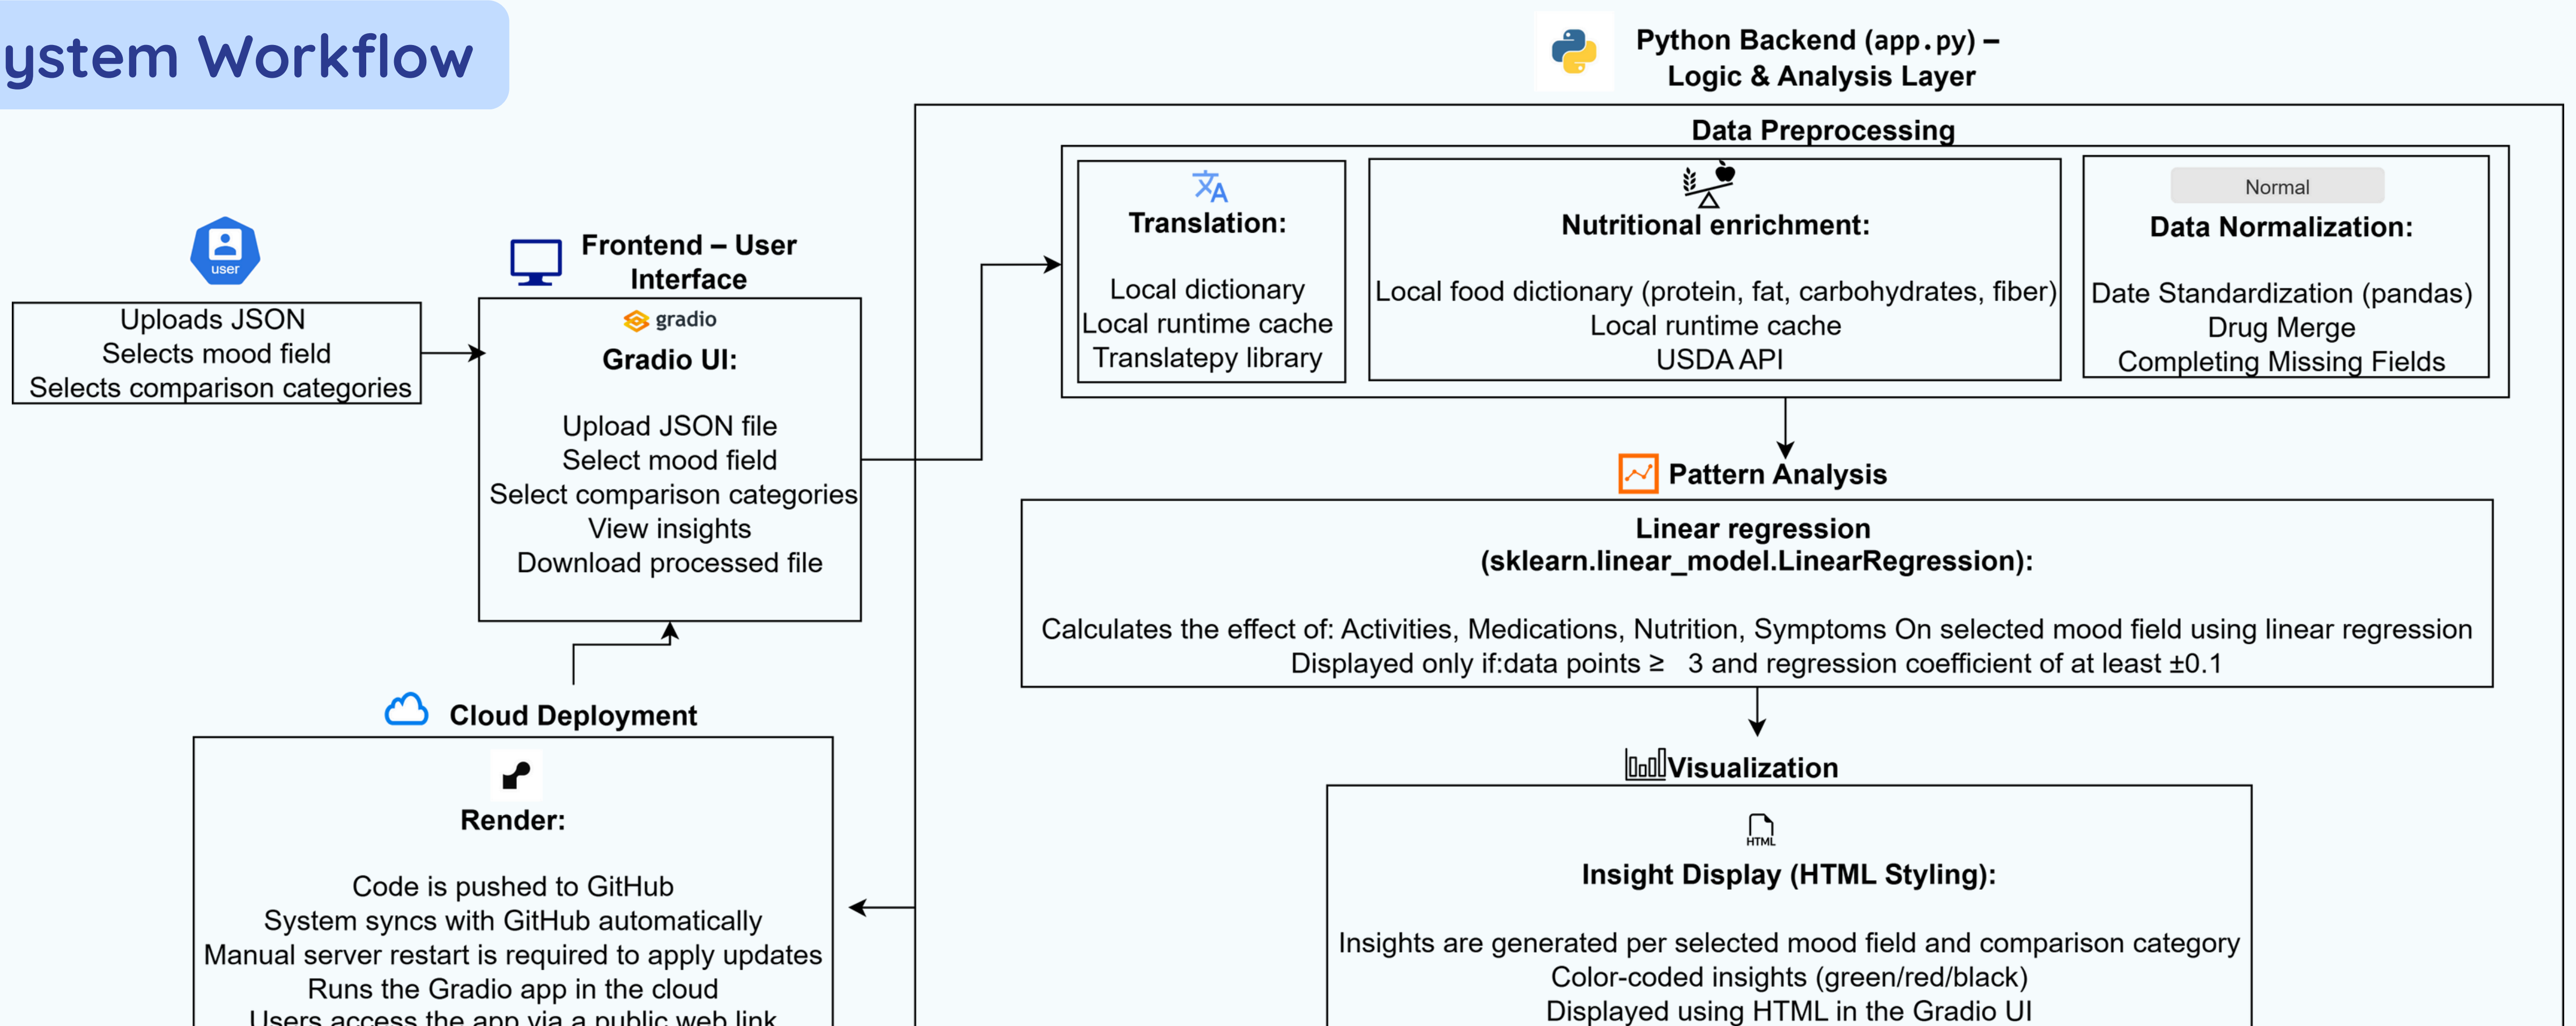 ystem Workflow
Python Backend (app.py) –
Logic & Analysis Layer
Data Preprocessing
Translation:
Local dictionary
Local runtime cache
Translatepy library
Nutritional enrichment:
Local food dictionary (protein, fat, carbohydrates, fiber)
Local runtime cache
USDA API
Normal
Data Normalization:
Date Standardization (pandas)
Drug Merge
Completing Missing Fields
user
Uploads JSON
Selects mood field
Selects comparison categories
Frontend – User
Interface
gradio
Gradio UI:
Upload JSON file
Select mood field
Select comparison categories
View insights
Download processed file
Pattern Analysis
Linear regression
(sklearn.linear_model.LinearRegression):
Calculates the effect of: Activities, Medications, Nutrition, Symptoms On selected mood field using linear regression
Displayed only if:data points ≥ 3 and regression coefficient of at least ±0.1
Cloud Deployment
Render:
Code is pushed to GitHub
System syncs with GitHub automatically
Manual server restart is required to apply updates
Runs the Gradio app in the cloud
Users access the app via a public web link
Visualization
HTML
Insight Display (HTML Styling):
Insights are generated per selected mood field and comparison category
Color-coded insights (green/red/black)
Displayed using HTML in the Gradio UI